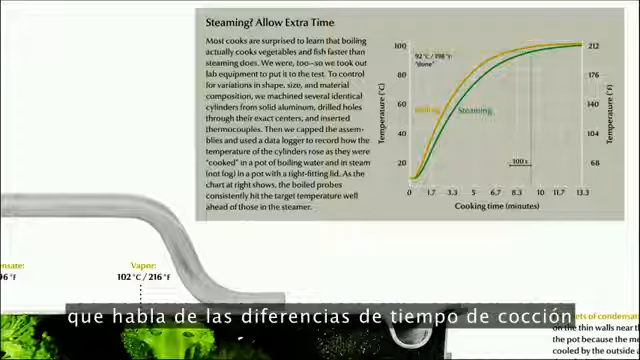 Steaming? Allow Extra Time
Most cooks are surprised to learn that boiling
actually cooks vegetables and fish faster than
steaming does. We were, too—so we took out
lab equipment to put it to the test. To control
for variations in shape, size, and material
composition, we machined several identical
cylinders from solid aluminum, drilled holes
through their exact centers, and inserted
thermocouples. Then we capped the assem-
blies and used a data logger to record how the
temperature of the cylinders rose as they were
"cooked" in a pot of boiling water and in steam
(not fog) in a pot with a tight-fitting lid. As the
chart at right shows, the boiled probes
consistently hit the target temperature well
ahead of those in the steamer.
Temperature (°C)
100
80
60
40
20
92°C / 198°F:
"done"
Boiling
Steaming
100 s
212
176
140
104
68
Temperature (°F)
0 1.7 3.3 5 6.7 8.3 10 11.7 13.3
Cooking time (minutes)
ensate:
96 °F
Vapor:
102 °C / 216 °F
que habla de las diferencias de tiempo de cocción
ets of condensat
on the thin walls near th
the pot because the m
cooled by the outside